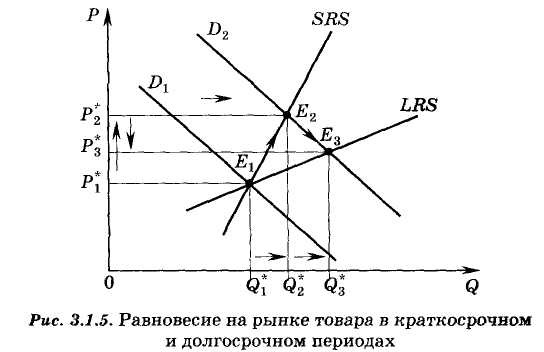 P
SRS
D₂
D₁
P₂*
E₂
LRS
P₃*
E₃
E₁
P₁*
0
Q₁* Q₂* Q₃* Q
Рис. 3.1.5. Равновесие на рынке товара в краткосрочном
и долгосрочном периодах